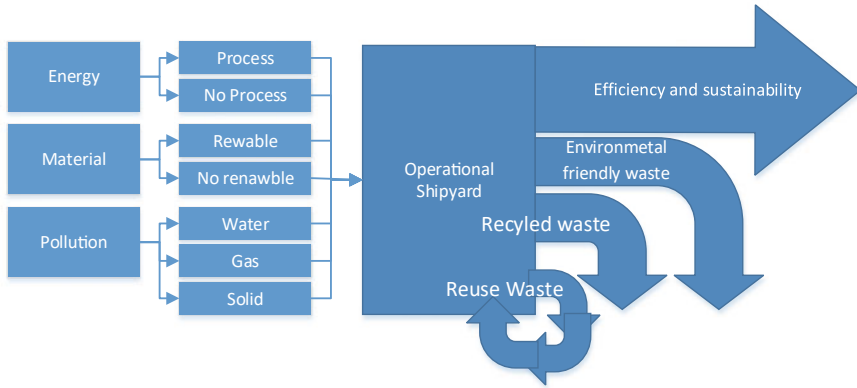 Energy
Process
No Process
Material
Rewable
No renawble
Pollution
Water
Gas
Solid
Operational
Shipyard
Efficiency and sustainability
Environmetal
friendly waste
Recyled waste
Reuse Waste